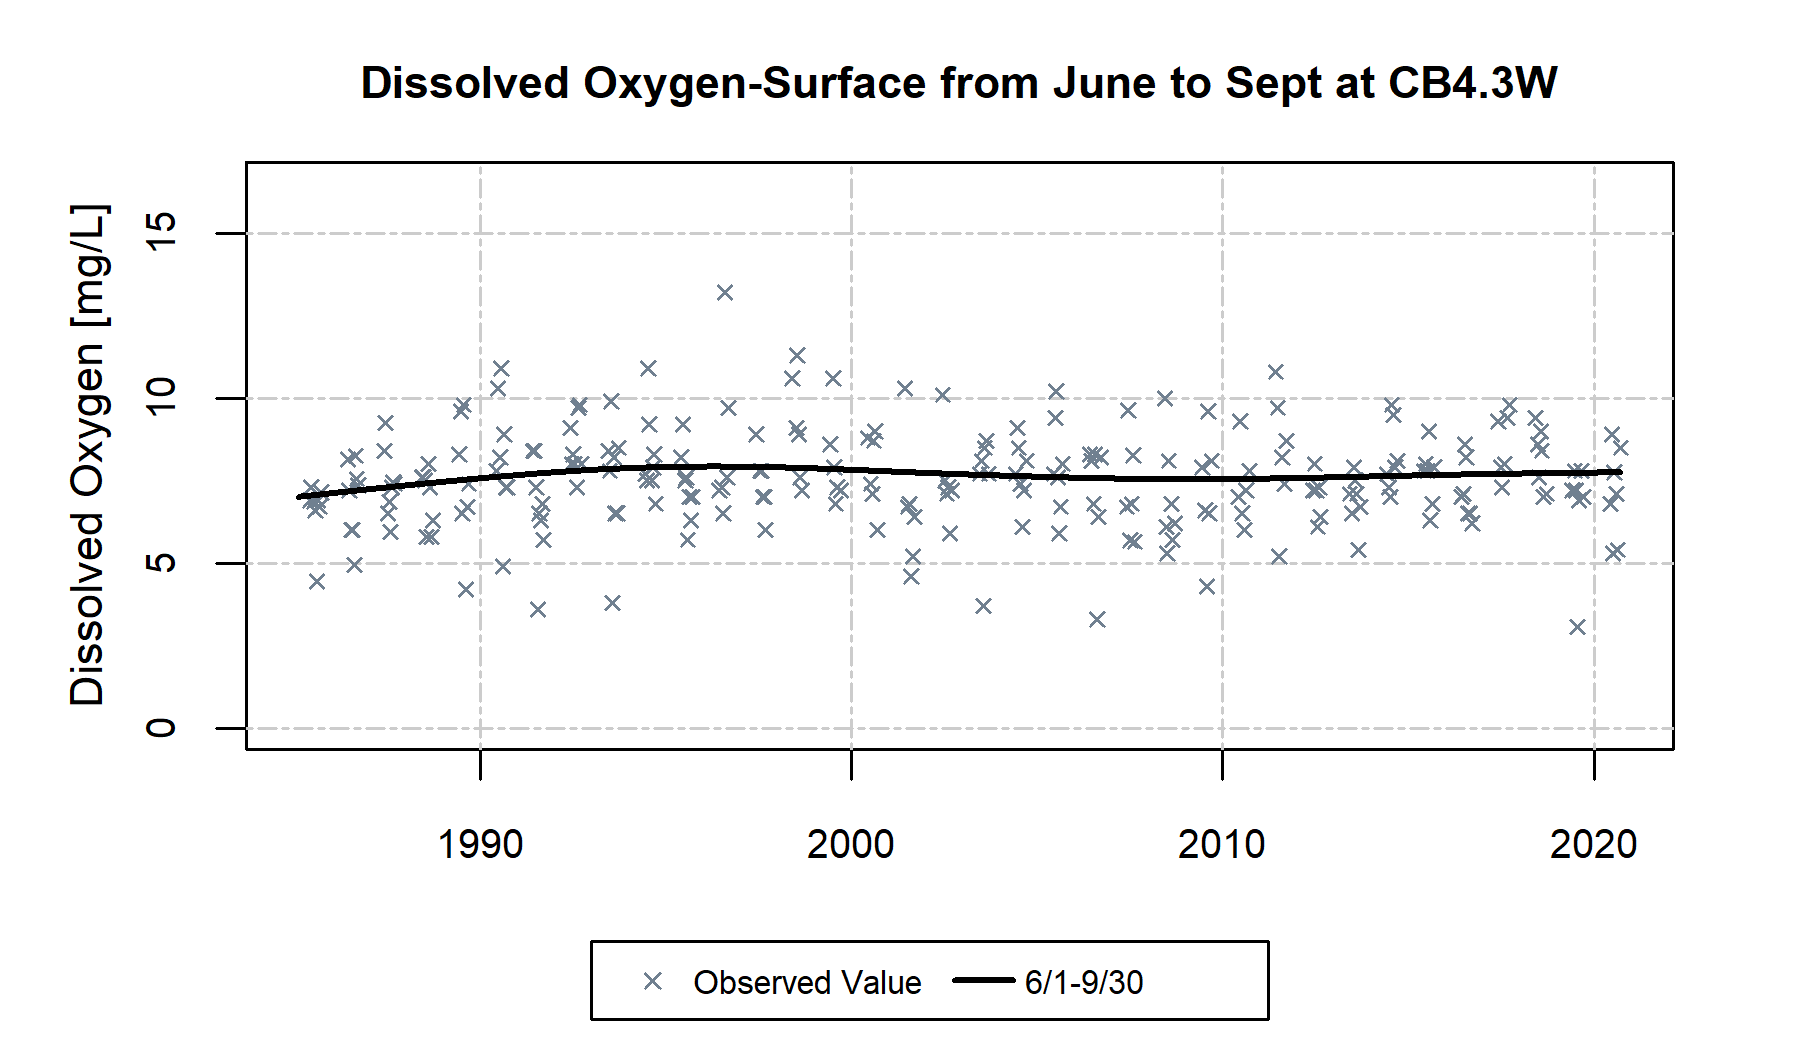 Dissolved Oxygen-Surface from June to Sept at CB4.3W
Dissolved Oxygen [mg/L]
15
10
5
0
1990 2000 2010 2020
Observed Value 6/1-9/30